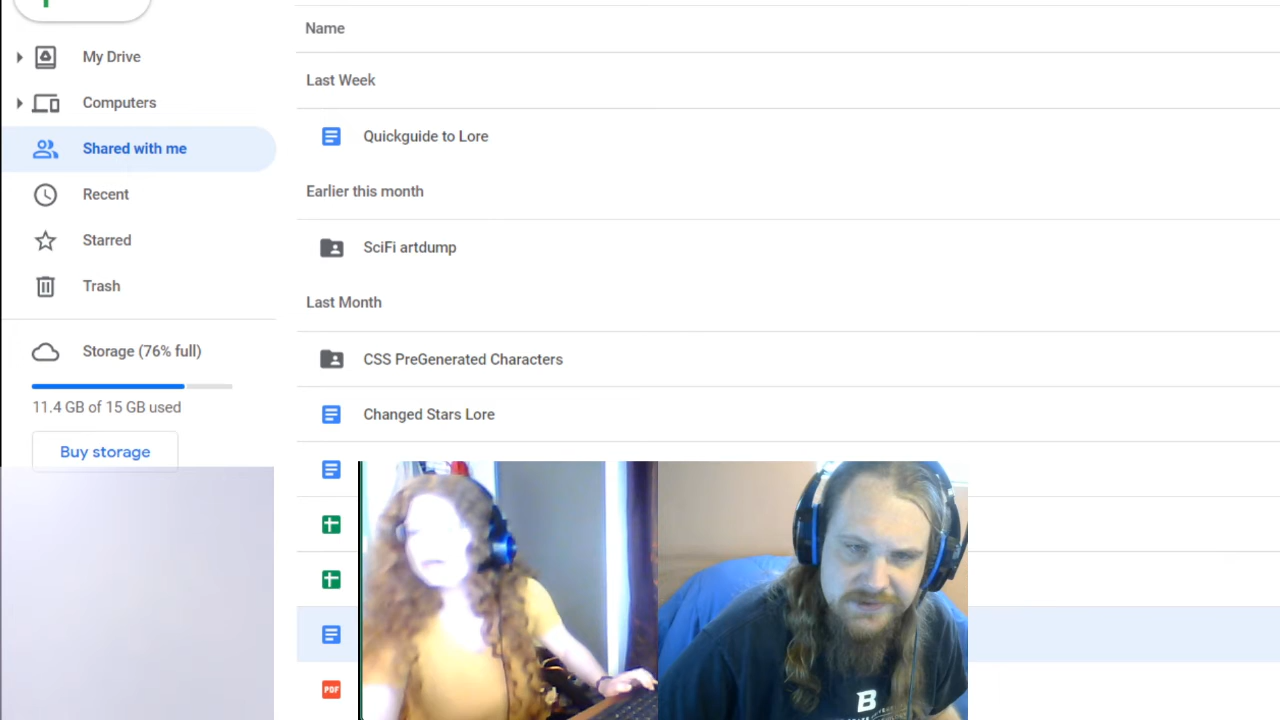 Name
My Drive
Last Week
Computers
Quickguide to Lore
Shared with me
Earlier this month
Recent
Starred
SciFi artdump
Trash
Last Month
Storage (76% full)
CSS PreGenerated Characters
11.4 GB of 15 GB used
Changed Stars Lore
Buy storage
PDF
B